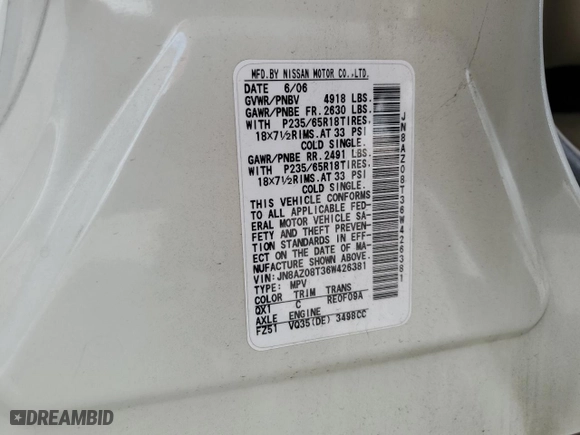 MFD.BY NISSAN MOTOR CO.,LTD.
DATE 6/06
GVWR/PNBV 4918 LBS.
GAWR/PNBE FR. 2630 LBS.
WITH P235/65R18TIRES.
18X7½RIMS.AT 33 PSI
COLD SINGLE.
GAWR/PNBE RR. 2491 LBS.
WITH P235/65R18TIRES.
18X7½RIMS.AT 33 PSI
COLD SINGLE.
THIS VEHICLE CONFORMS
TO ALL APPLICABLE FED-
ERAL MOTOR VEHICLE SA-
FETY AND THEFT PREVEN-
TION STANDARDS IN EFF-
ECT ON THE DATE OF MA-
NUFACTURE SHOWN ABOVE.
VIN: JN8AZ08T36W426381
TYPE: MPV
COLOR TRIM TRANS
QX1 C RE0F09A
AXLE ENGINE
FZ51 VQ35(DE) 3498CC
JN8AZ08T36W426381
DREAMBID